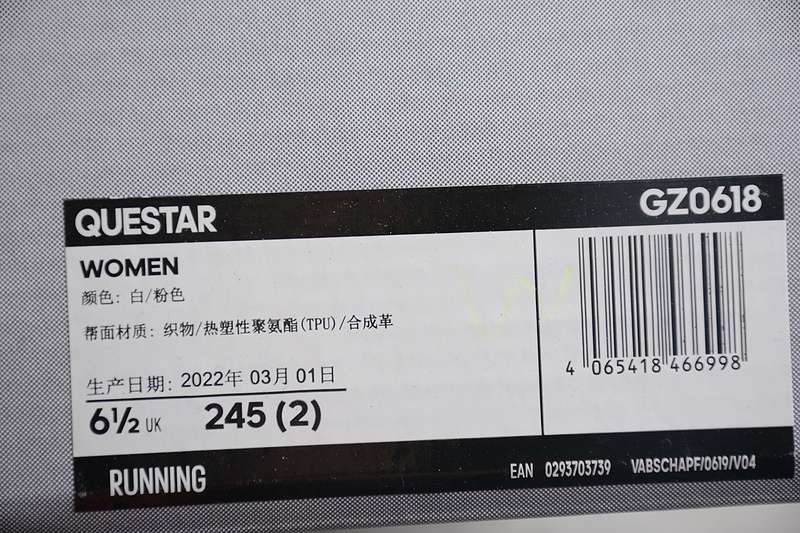 QUESTAR
GZ0618
WOMEN
颜色: 白/粉色
帮面材质: 织物/热塑性聚氨酯(TPU)/合成革
生产日期: 2022年 03月 01日
6½ UK 245 (2)
4 065418 466998
RUNNING
EAN 0293703739 VABSCHAPF/0619/V04